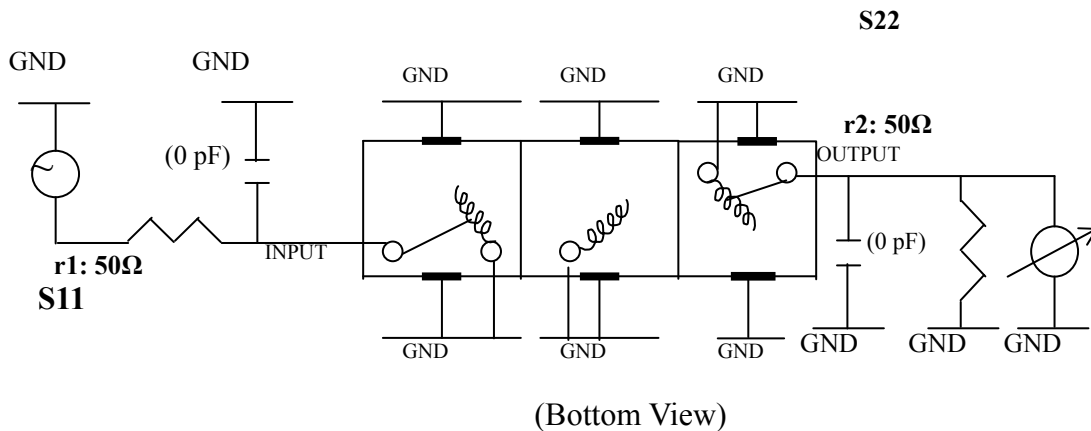 S22
GND
GND
GND
GND
GND
(0 pF)
r2: 50Ω
OUTPUT
INPUT
(0 pF)
r1: 50Ω
S11
GND
GND
GND
GND
GND
GND
(Bottom View)